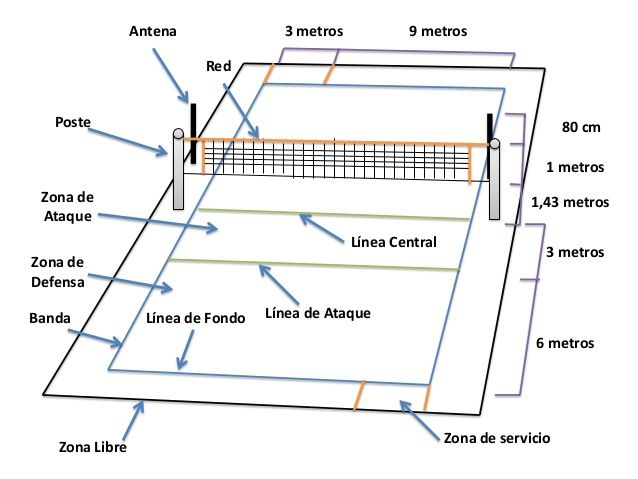 Antena
3 metros
9 metros
Red
Poste
80 cm
1 metros
1,43 metros
Zona de
Ataque
Línea Central
3 metros
Zona de
Defensa
Banda
Línea de Fondo
Línea de Ataque
6 metros
Zona Libre
Zona de servicio